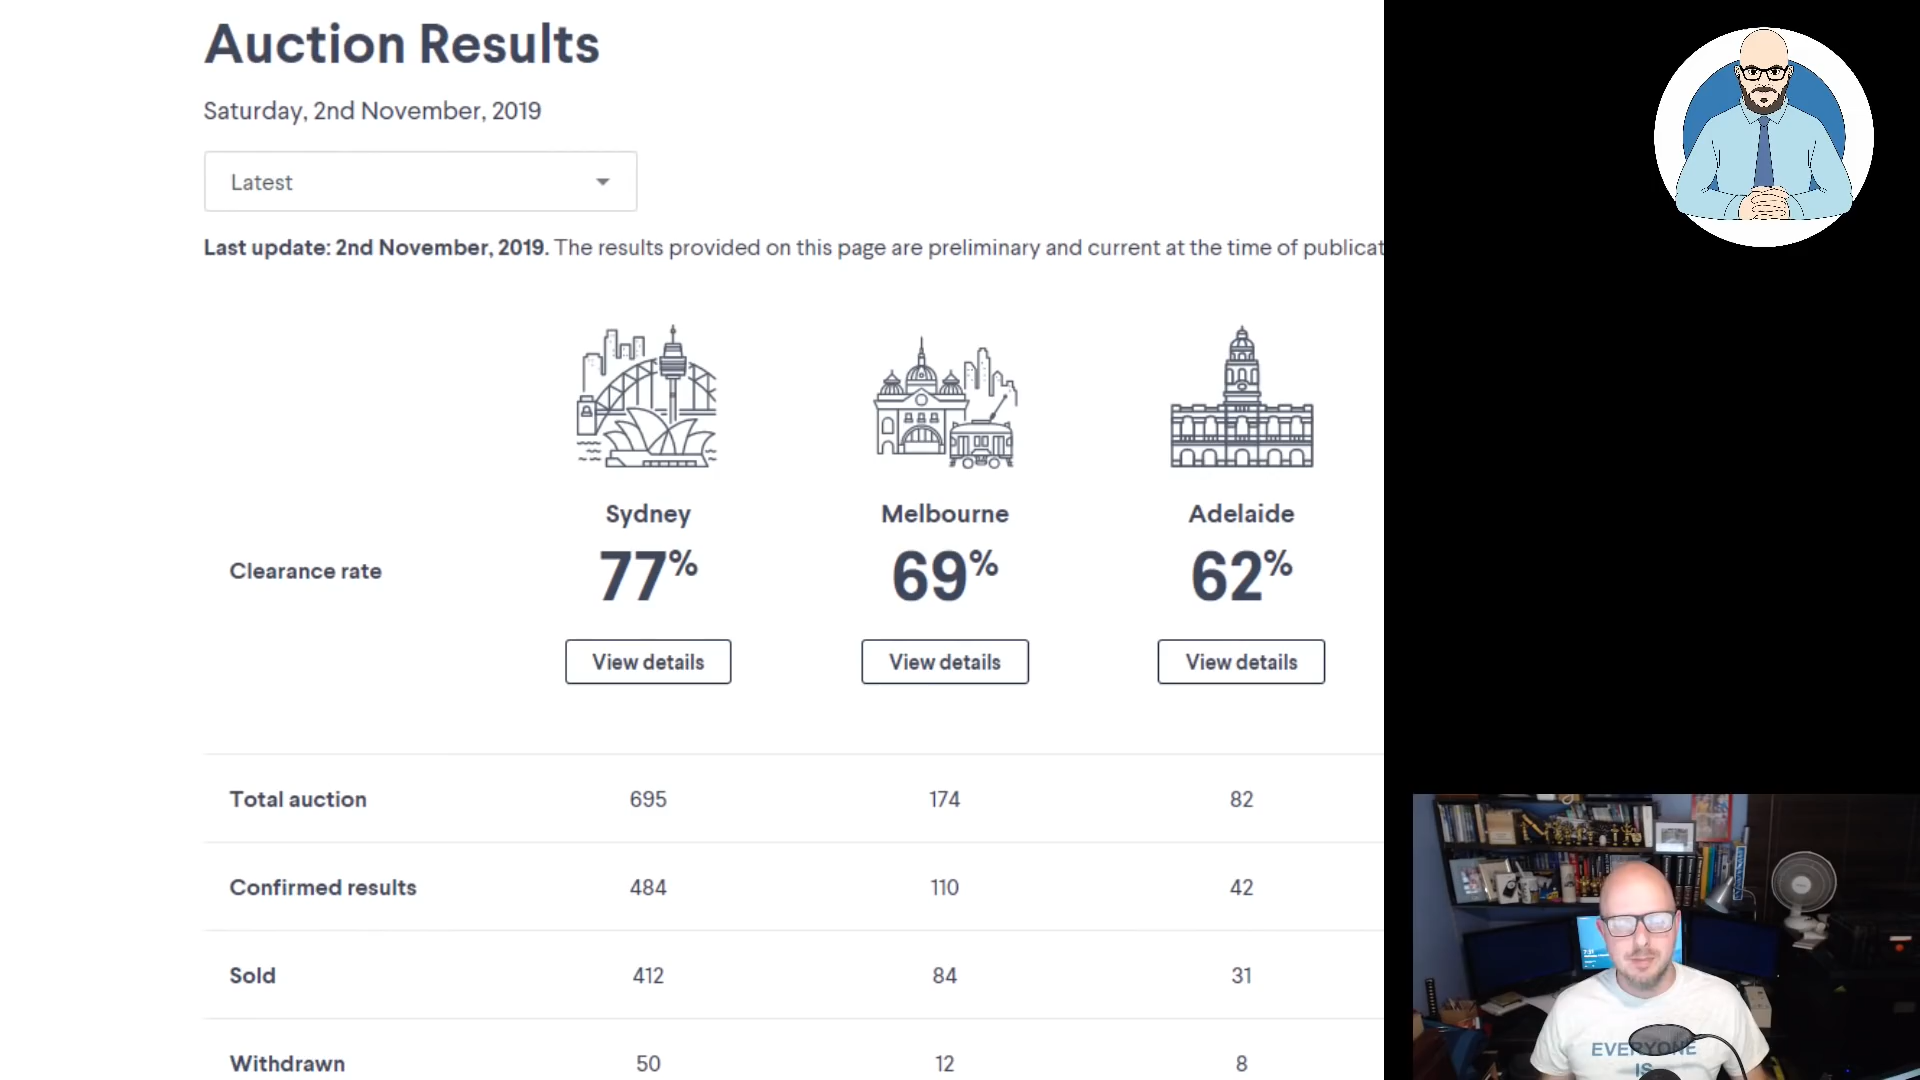 Auction Results
Saturday, 2nd November, 2019
Latest
Last update: 2nd November, 2019. The results provided on this page are preliminary and current at the time of publicat
Sydney Melbourne Adelaide
Clearance rate 77% 69% 62%
View details View details View details
Total auction 695 174 82
Confirmed results 484 110 42
Sold 412 84 31
Withdrawn 50 12 8
EVERYONE
IS